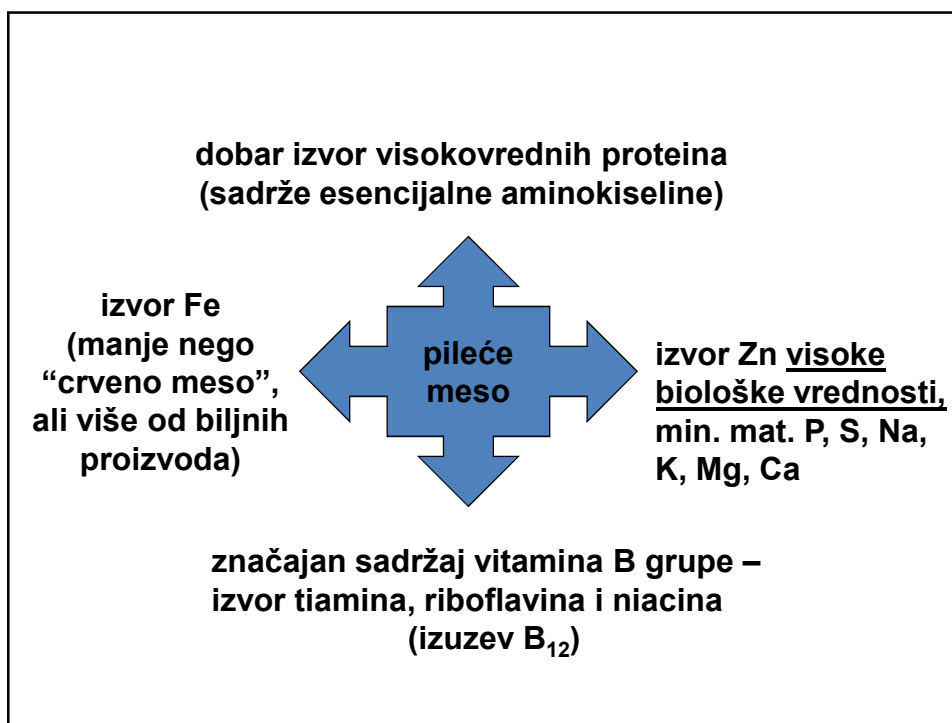 dobar izvor visokovrednih proteina
(sadrže esencijalne aminokiseline)
izvor Fe
(manje nego
“crveno meso”,
ali više od biljnih
proizvoda)
pileće
meso
izvor Zn visoke
biološke vrednosti,
min. mat. P, S, Na,
K, Mg, Ca
značajan sadržaj vitamina B grupe –
izvor tiamina, riboflavina i niacina
(izuzev B₁₂)